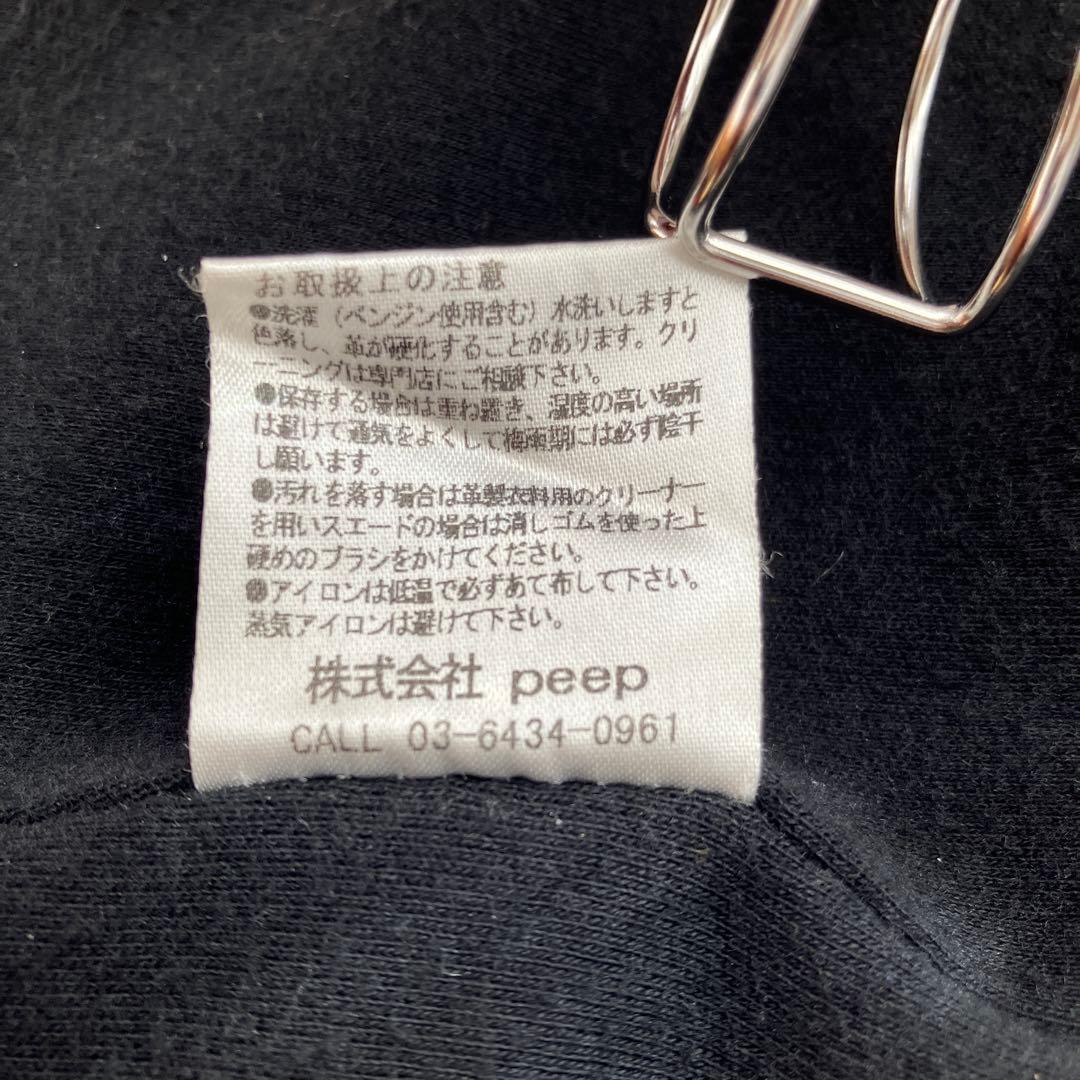 お取扱上の注意
●洗濯（ベンジン使用含む）水洗いしますと
色落し、革が硬化することがあります。クリ
ーニングは専門店にご相談下さい。
●保存する場合は重ね置き、湿度の高い場所
は避けて通気をよくして梅雨期には必ず陰干
し願います。
●汚れを落す場合は革製衣料用のクリーナー
を用いスエードの場合は消しゴムを使った上
硬めのブラシをかけてください。
●アイロンは低温で必ずあて布して下さい。
蒸気アイロンは避けて下さい。
株式会社 peep
CALL 03-6434-0961